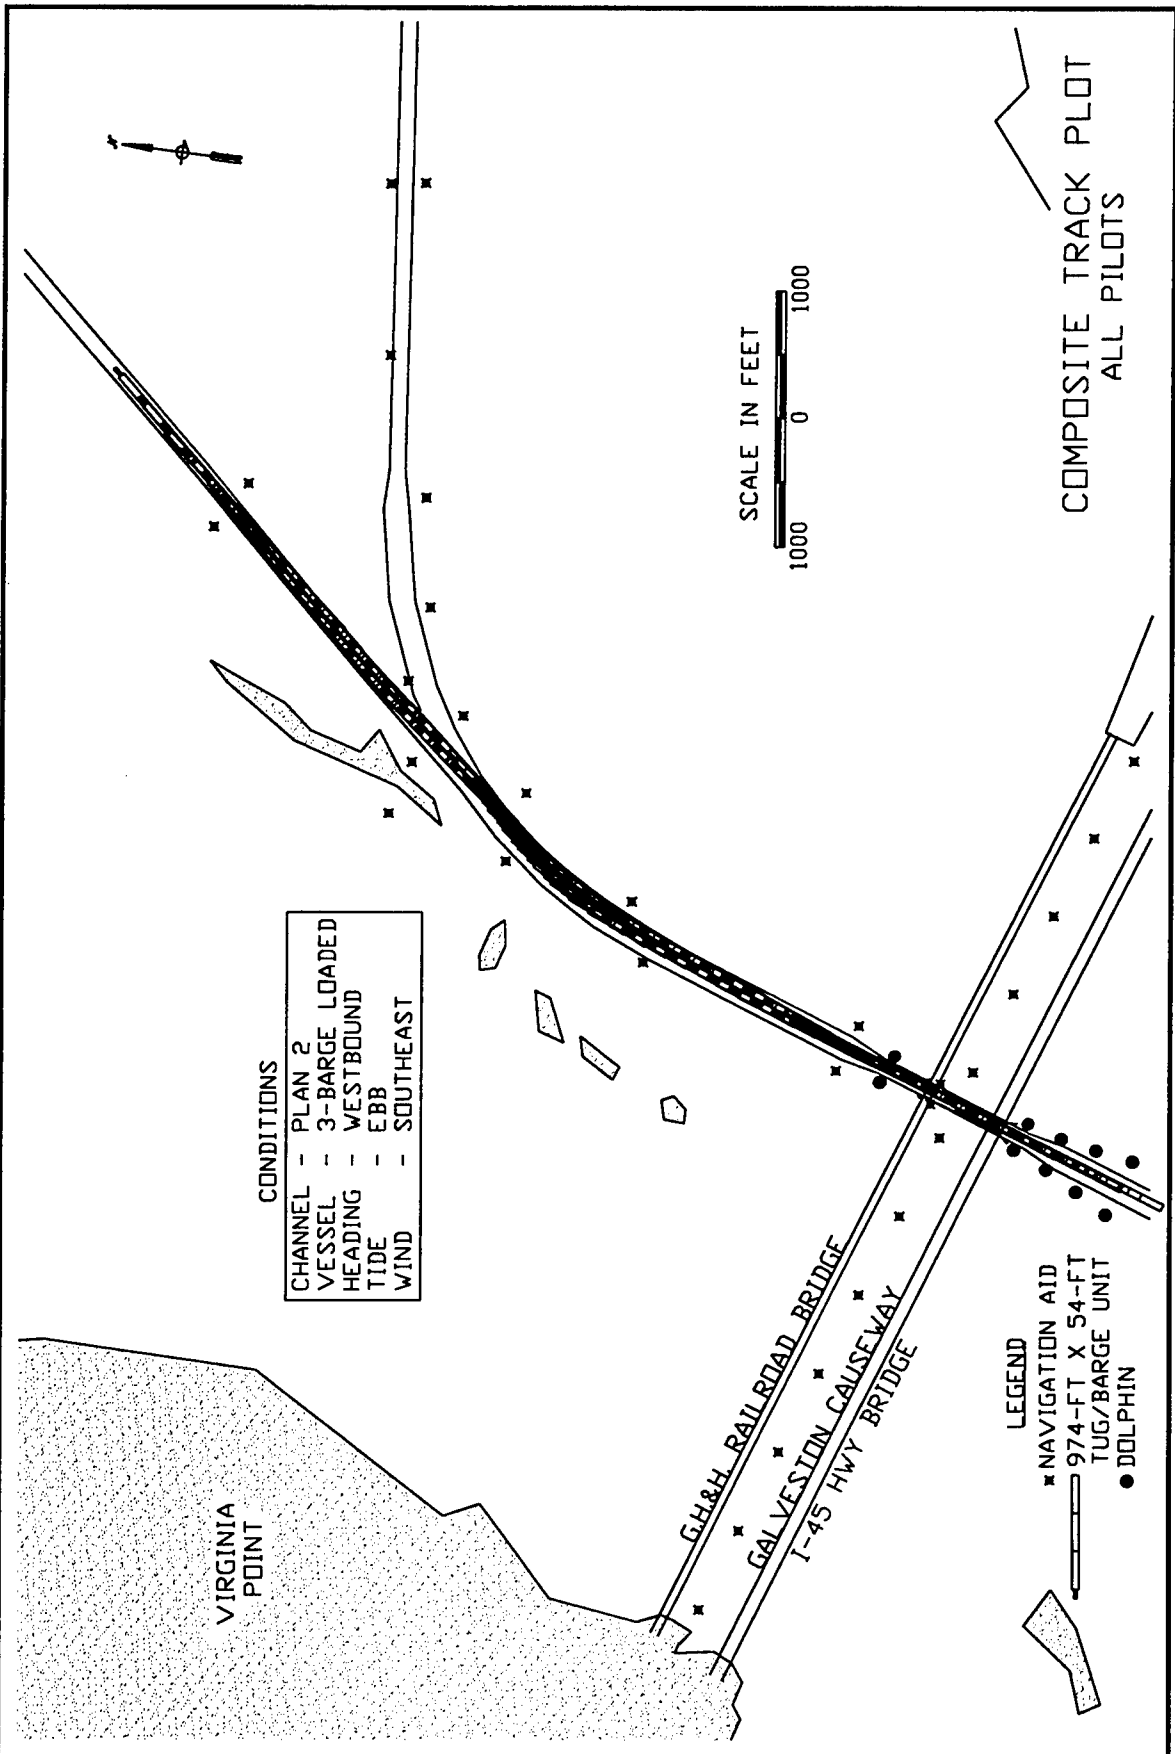 VIRGINIA
POINT
CONDITIONS
CHANNEL - PLAN 2
VESSEL - 3-BARGE LOADED
HEADING - WESTBOUND
TIDE - EBB
WIND - SOUTHEAST
N
G.H.&H. RAILROAD BRIDGE
GALVESTON CAUSEWAY
I-45 HWY BRIDGE
SCALE IN FEET
1000 0 1000
LEGEND
NAVIGATION AID
974-FT X 54-FT
TUG/BARGE UNIT
DOLPHIN
COMPOSITE TRACK PLOT
ALL PILOTS